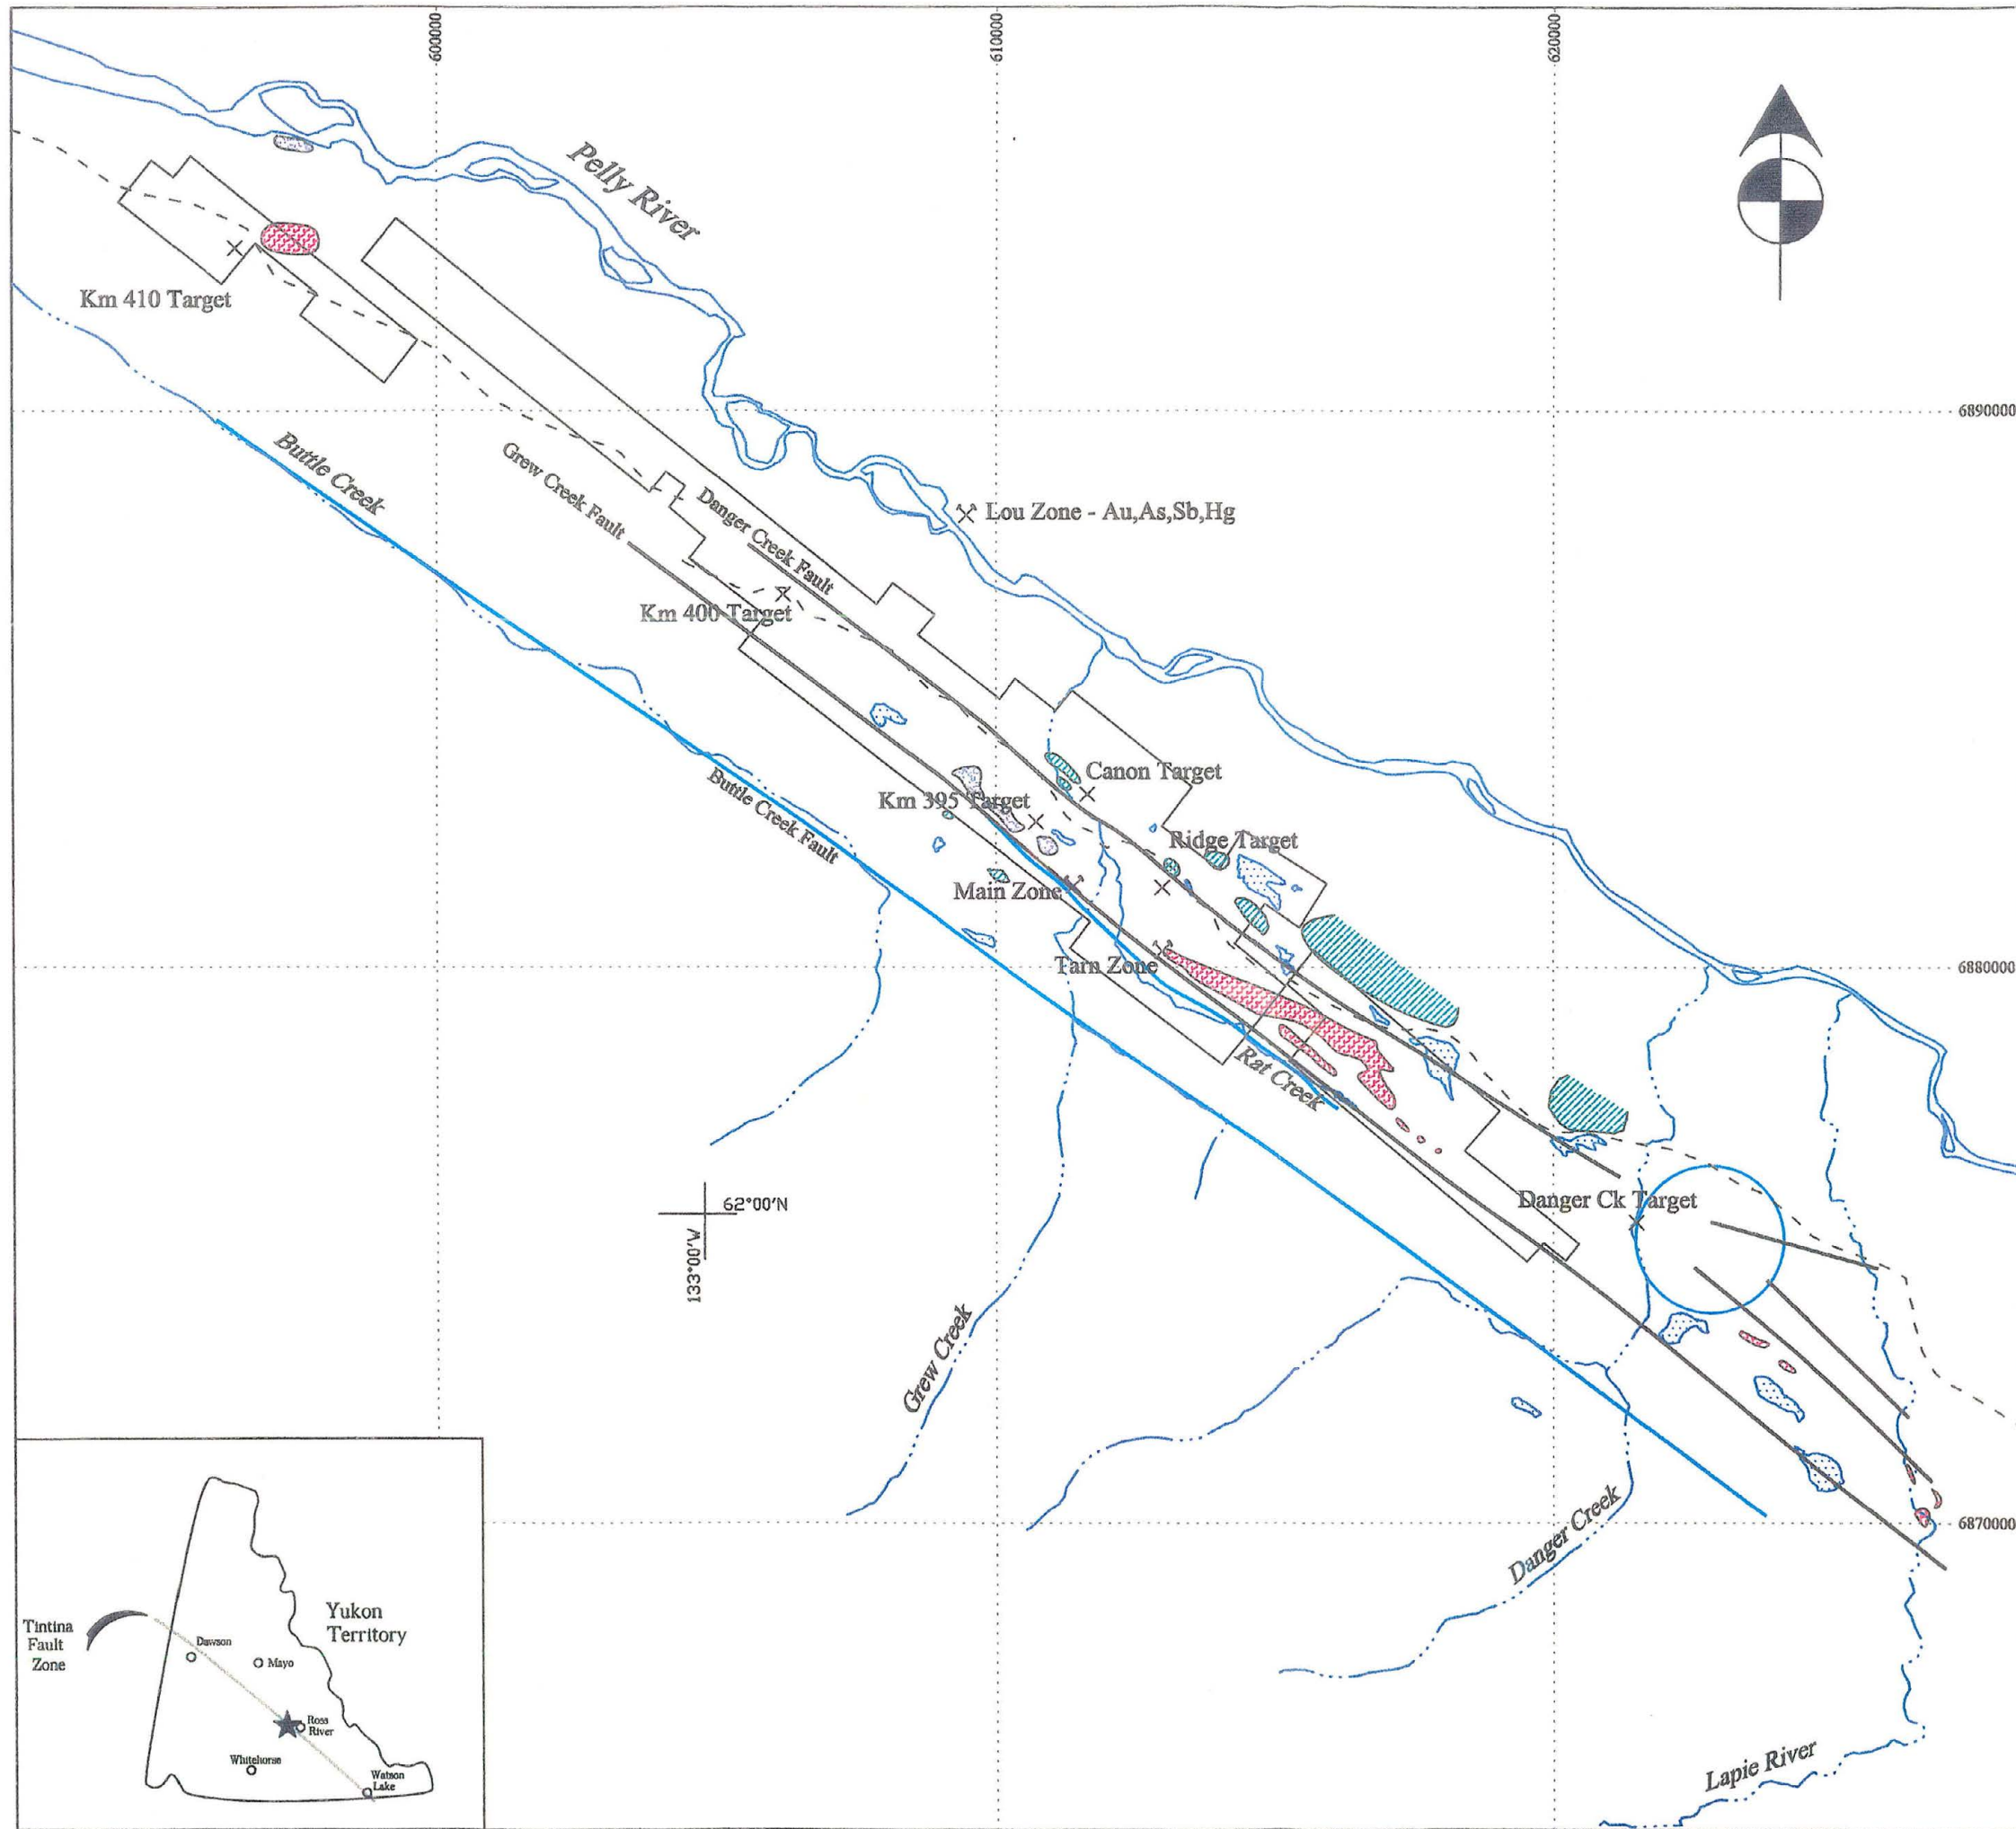 600000
610000
620000
Pelly River
Km 410 Target
6890000
Buttle Creek
Grew Creek Fault
Danger Creek Fault
Lou Zone - Au,As,Sb,Hg
Km 400 Target
Canon Target
Buttle Creek Fault
Km 395 Target
Ridge Target
Main Zone
Tarn Zone
6880000
Rat Creek
62°00'N
133°00'W
Danger Ck Target
Grew Creek
Danger Creek
6870000
Yukon
Territory
Tintina
Fault
Zone
Dawson
Mayo
Ross
River
Whitehorse
Watson
Lake
Lapie River